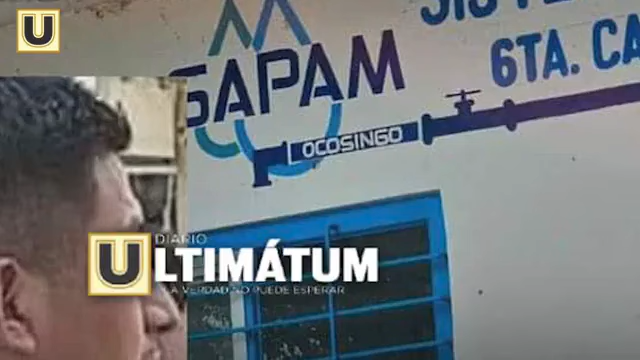 U
SAPAM
6TA. CA
OCOSINGO
DIARIO
ULTIMÁTUM
LA VERDAD NO PUEDE ESPERAR